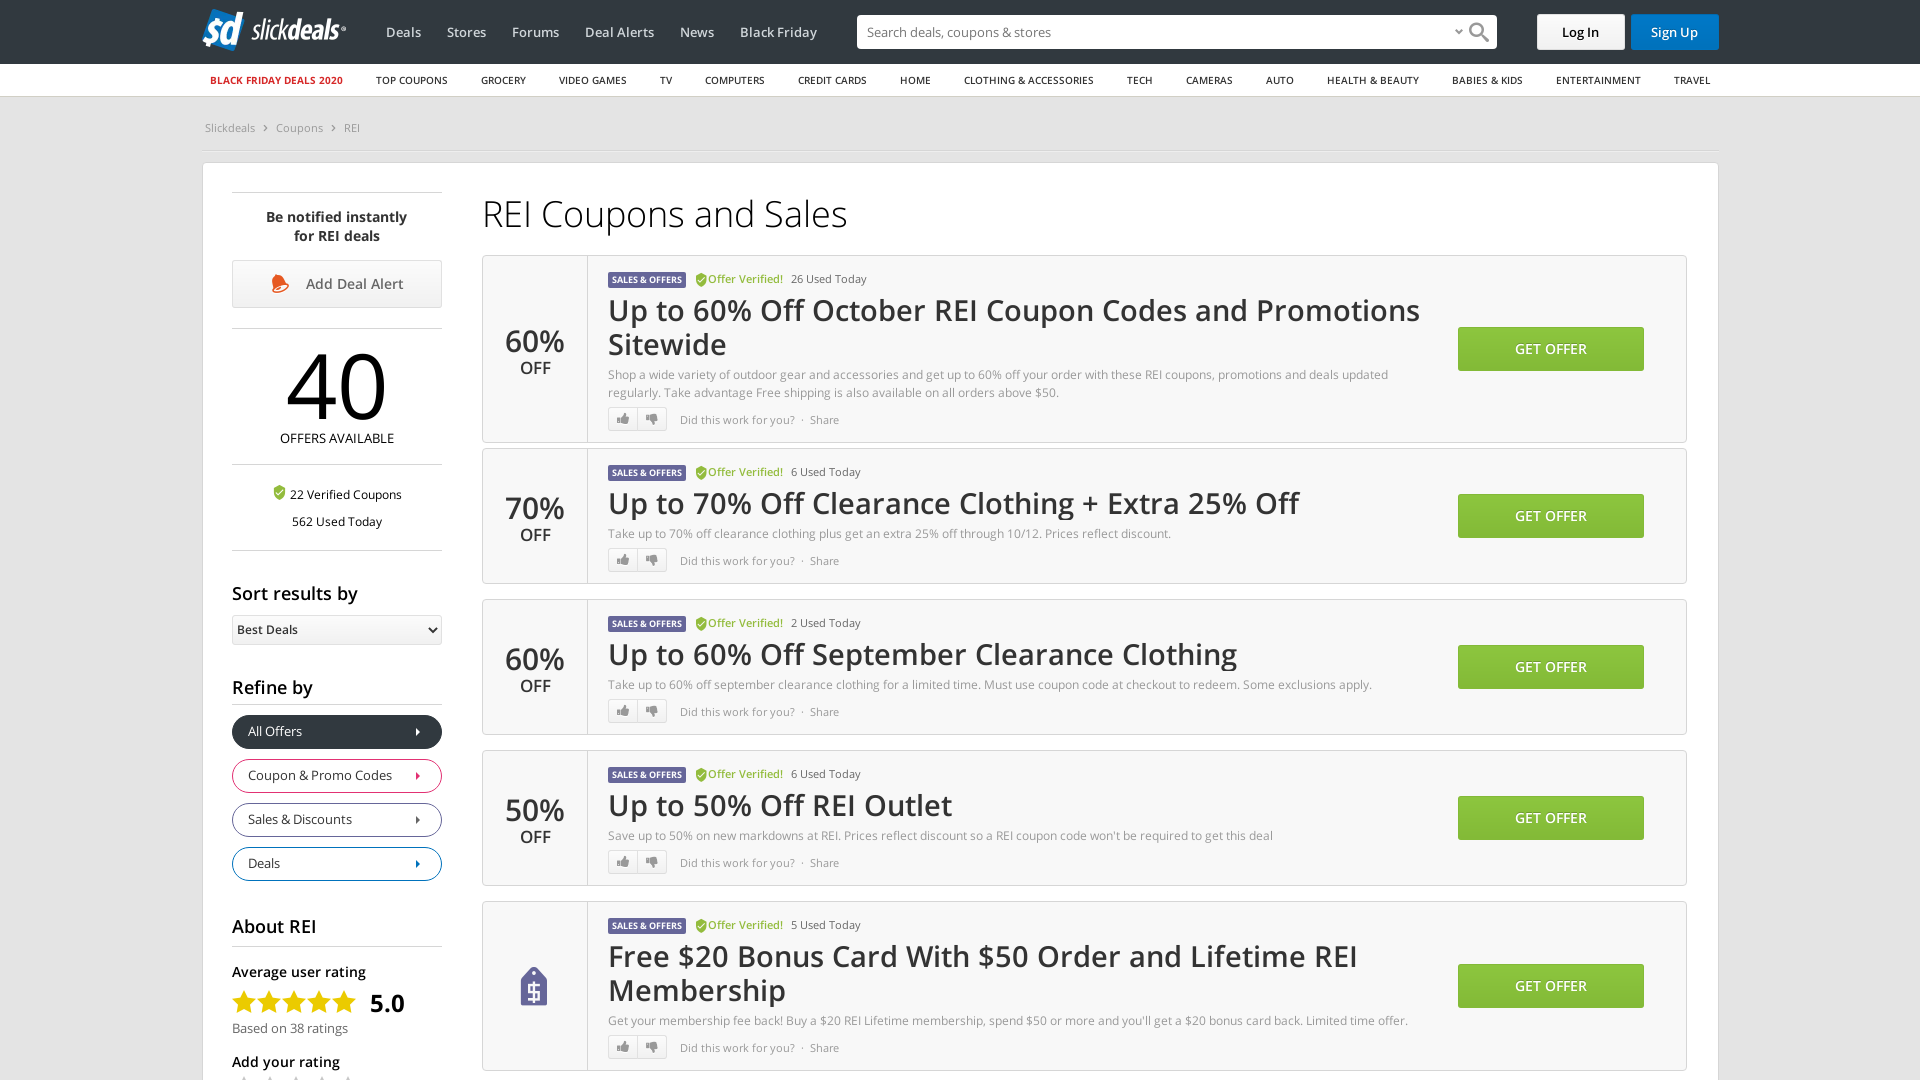 sd slickdeals
Deals
Stores
Forums
Deal Alerts
News
Black Friday
Search deals, coupons & stores
Log In
Sign Up
BLACK FRIDAY DEALS 2020
TOP COUPONS
GROCERY
VIDEO GAMES
TV
COMPUTERS
CREDIT CARDS
HOME
CLOTHING & ACCESSORIES
TECH
CAMERAS
AUTO
HEALTH & BEAUTY
BABIES & KIDS
ENTERTAINMENT
TRAVEL
Slickdeals
Coupons
REI
Be notified instantly
for REI deals
Add Deal Alert
40
OFFERS AVAILABLE
22 Verified Coupons
562 Used Today
Sort results by
Best Deals
Refine by
All Offers
Coupon & Promo Codes
Sales & Discounts
Deals
About REI
Average user rating
5.0
Based on 38 ratings
Add your rating
REI Coupons and Sales
60%
OFF
SALES & OFFERS
Offer Verified!
26 Used Today
Up to 60% Off October REI Coupon Codes and Promotions
Sitewide
Shop a wide variety of outdoor gear and accessories and get up to 60% off your order with these REI coupons, promotions and deals updated
regularly. Take advantage Free shipping is also available on all orders above $50.
Did this work for you? · Share
GET OFFER
70%
OFF
SALES & OFFERS
Offer Verified!
6 Used Today
Up to 70% Off Clearance Clothing + Extra 25% Off
Take up to 70% off clearance clothing plus get an extra 25% off through 10/12. Prices reflect discount.
Did this work for you? · Share
GET OFFER
60%
OFF
SALES & OFFERS
Offer Verified!
2 Used Today
Up to 60% Off September Clearance Clothing
Take up to 60% off september clearance clothing for a limited time. Must use coupon code at checkout to redeem. Some exclusions apply.
Did this work for you? · Share
GET OFFER
50%
OFF
SALES & OFFERS
Offer Verified!
6 Used Today
Up to 50% Off REI Outlet
Save up to 50% on new markdowns at REI. Prices reflect discount so a REI coupon code won't be required to get this deal
Did this work for you? · Share
GET OFFER
$
SALES & OFFERS
Offer Verified!
5 Used Today
Free $20 Bonus Card With $50 Order and Lifetime REI
Membership
Get your membership fee back! Buy a $20 REI Lifetime membership, spend $50 or more and you'll get a $20 bonus card back. Limited time offer.
Did this work for you? · Share
GET OFFER